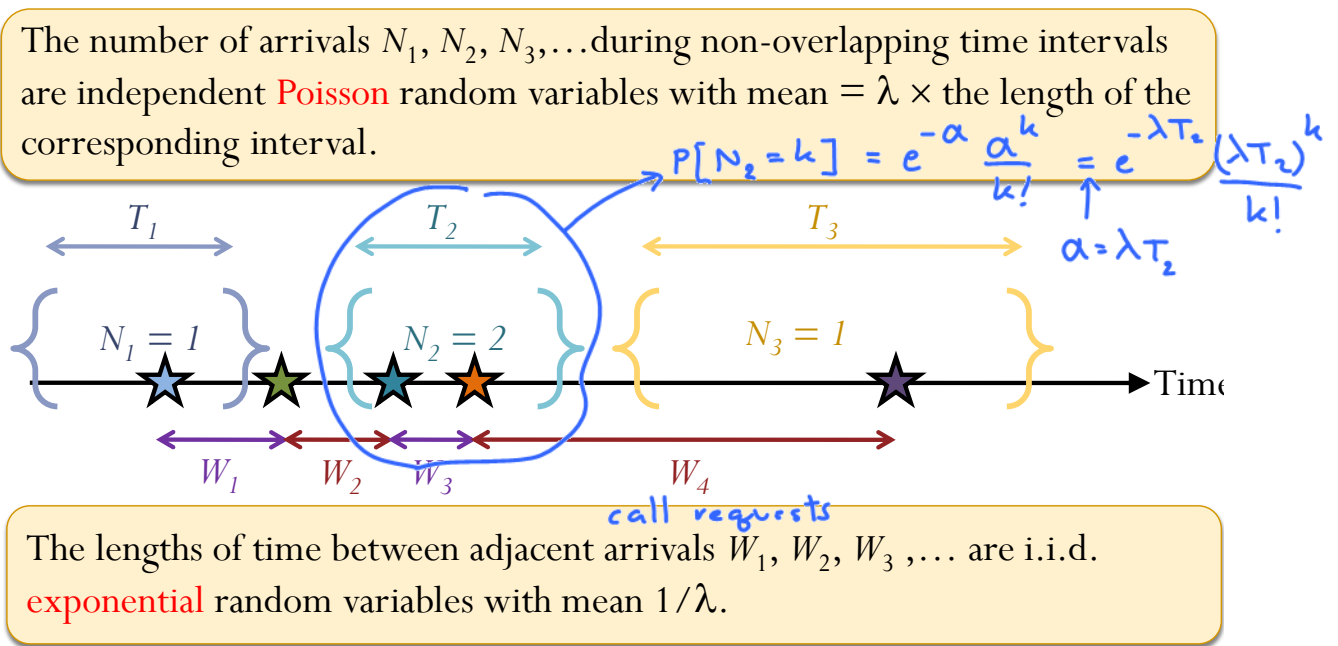 The number of arrivals N₁, N₂, N₃,…during non-overlapping time intervals
are independent Poisson random variables with mean = λ × the length of the
corresponding interval.
P[N₂ = k] = e^{-α} α^k / k! = e^{-λT₂} (λT₂)^k / k!
α = λT₂
T₁ T₂ T₃
N₁ = 1 N₂ = 2 N₃ = 1
Time
W₁ W₂ W₃ W₄
call requests
The lengths of time between adjacent arrivals W₁, W₂, W₃ ,… are i.i.d.
exponential random variables with mean 1/λ.